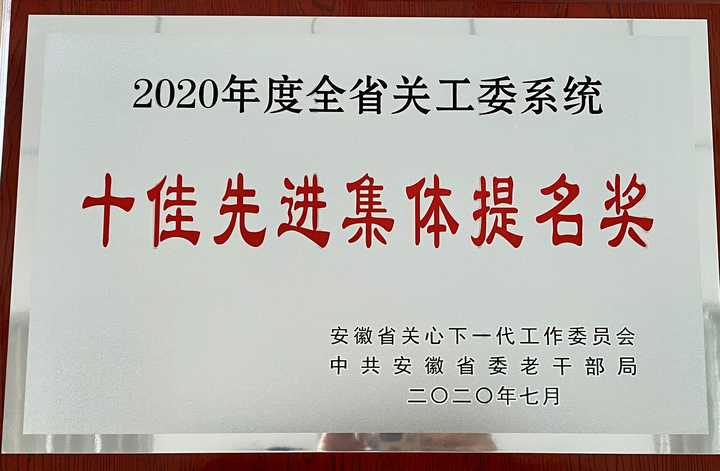 2020年度全省关工委系统
十佳先进集体提名奖
安徽省关心下一代工作委员会
中共安徽省委老干部局
二〇二〇年七月